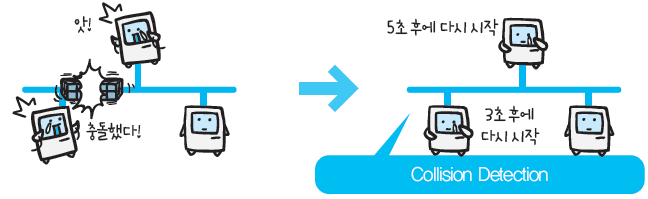 앗!
충돌했다!
5초 후에 다시 시작
3초 후에
다시 시작
Collision Detection